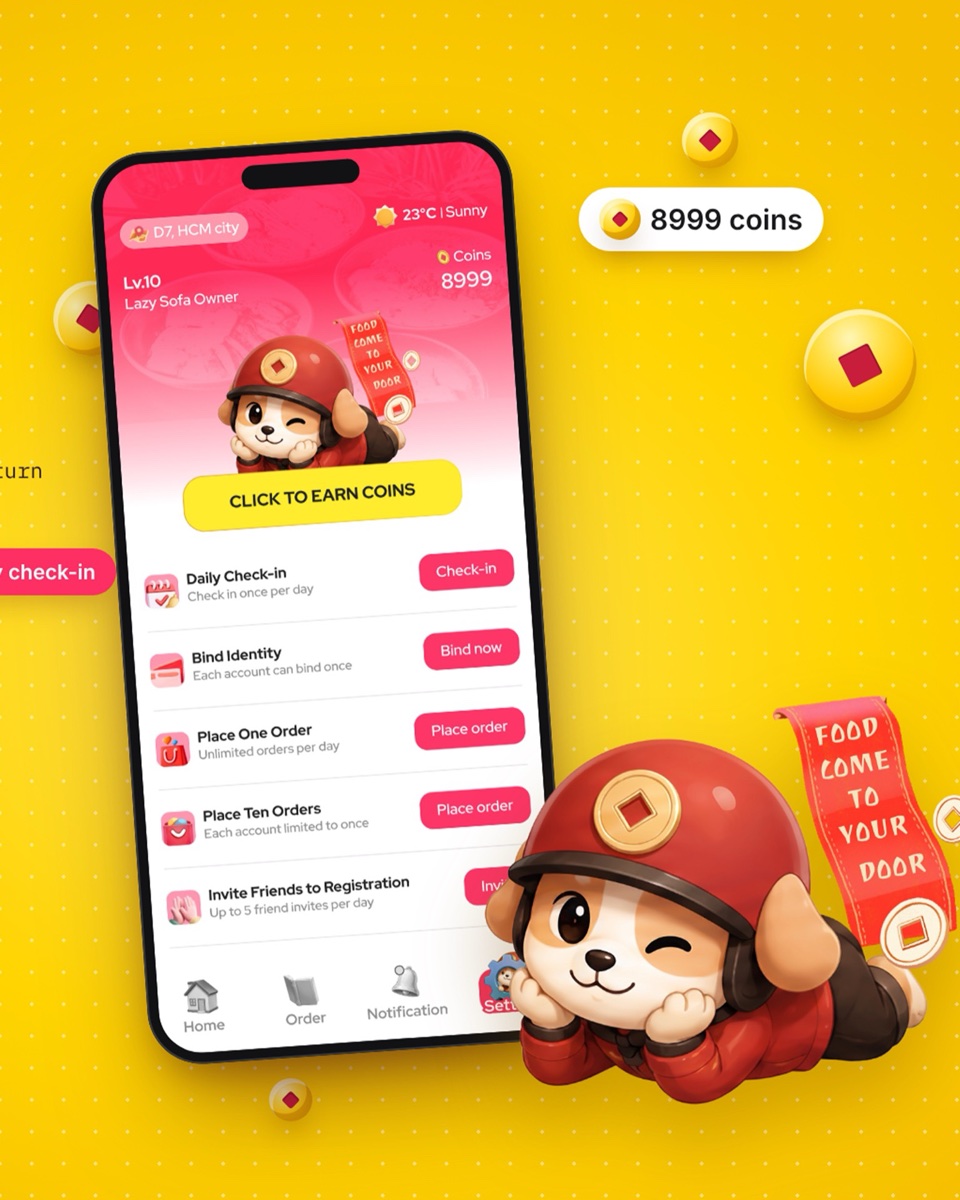 D7, HCM city
23°C | Sunny
Lv.10
Lazy Sofa Owner
Coins
8999
FOOD
COME
TO
YOUR
DOOR
CLICK TO EARN COINS
Daily Check-in
Check in once per day
Check-in
Bind Identity
Each account can bind once
Bind now
Place One Order
Unlimited orders per day
Place order
Place Ten Orders
Each account limited to once
Place order
Invite Friends to Registration
Up to 5 friend invites per day
Home
Order
Notification
8999 coins
check-in
FOOD
COME
TO
YOUR
DOOR